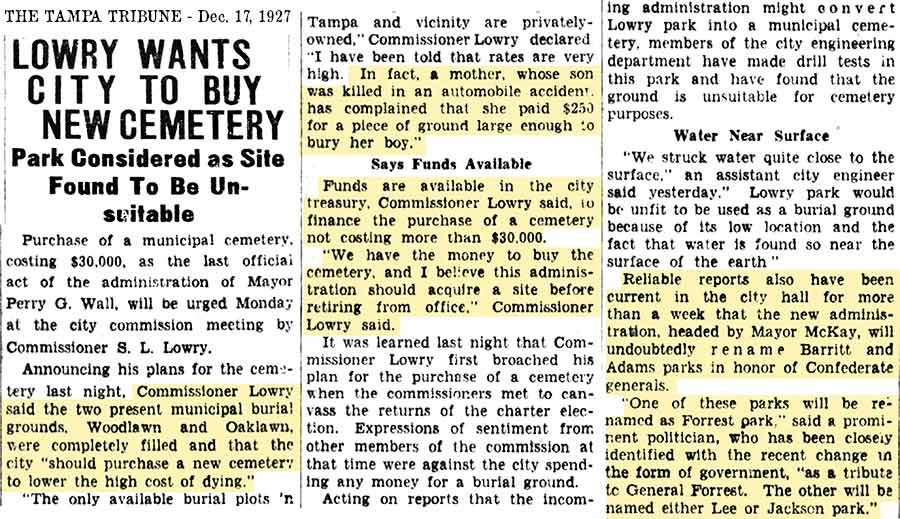 THE TAMPA TRIBUNE - Dec. 17, 1927
LOWRY WANTS
CITY TO BUY
NEW CEMETERY
Park Considered as Site
Found To Be Un-
suitable
Purchase of a municipal cemetery,
costing $30,000, as the last official
act of the administration of Mayor
Perry G. Wall, will be urged Monday
at the city commission meeting by
Commissioner S. L. Lowry.
Announcing his plans for the ceme-
tery last night, Commissioner Lowry
said the two present municipal burial
grounds, Woodlawn and Oaklawn,
were completely filled and that the
city "should purchase a new cemetery
to lower the high cost of dying."
"The only available burial plots 'n
Tampa and vicinity are privately-
owned," Commissioner Lowry declared
"I have been told that rates are very
high. In fact, a mother, whose son
was killed in an automobile accident,
has complained that she paid $250
for a piece of ground large enough to
bury her boy."
Says Funds Available
Funds are available in the city
treasury, Commissioner Lowry said, to
finance the purchase of a cemetery
not costing more than $30,000.
"We have the money to buy the
cemetery, and I believe this adminis-
tration should acquire a site before
retiring from office," Commissioner
Lowry said.
It was learned last night that Com-
missioner Lowry first broached his
plan for the purchase of a cemetery
when the commissioners met to can-
vass the returns of the charter elec-
tion. Expressions of sentiment from
other members of the commission at
that time were against the city spend-
ing any money for a burial ground.
Acting on reports that the incom-
ing administration might convert
Lowry park into a municipal ceme-
tery, members of the city engineering
department have made drill tests in
this park and have found that the
ground is unsuitable for cemetery
purposes.
Water Near Surface
"We struck water quite close to the
surface," an assistant city engineer
said yesterday." Lowry park would
be unfit to be used as a burial ground
because of its low location and the
fact that water is found so near the
surface of the earth"
Reliable reports also have been
current in the city hall for more
than a week that the new adminis-
tration, headed by Mayor McKay, will
undoubtedly rename Barritt and
Adams parks in honor of Confederate
generals.
"One of these parks will be re-
named as Forrest park," said a promi-
nent politician, who has been closely
identified with the recent change in
the form of government, "as a tribute
to General Forrest. The other will be
named either Lee or Jackson park."